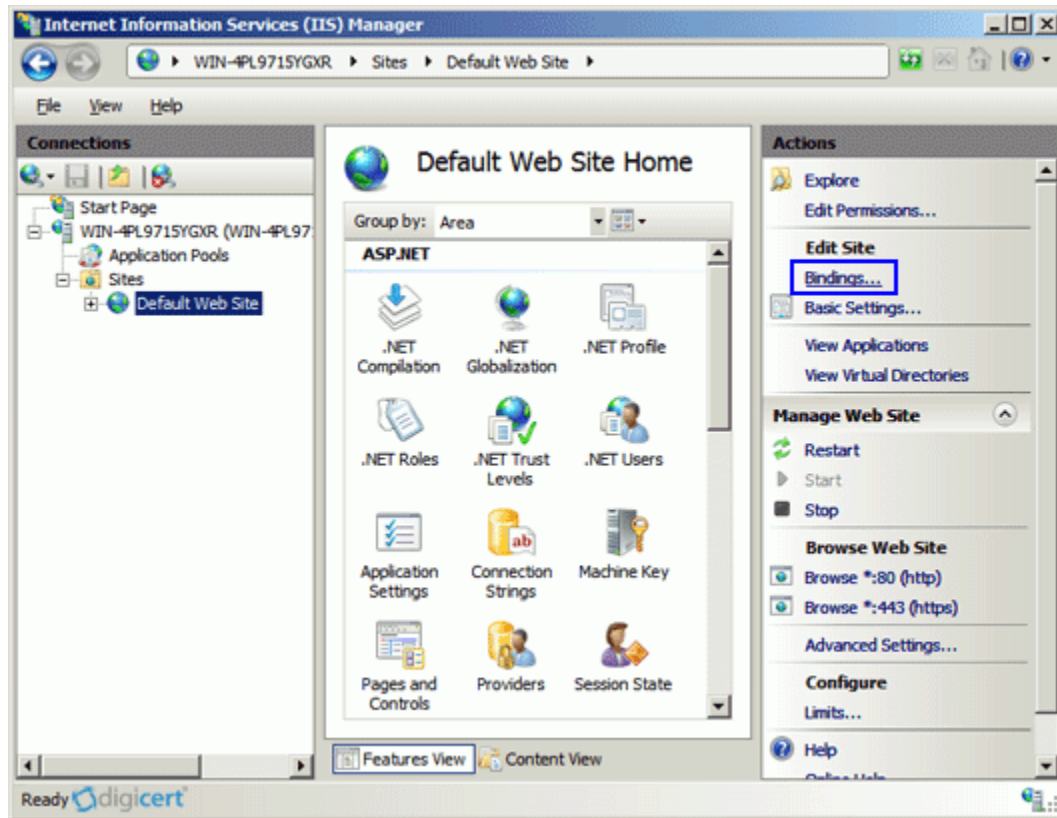 Internet Information Services (IIS) Manager
WIN-4PL9715YGXR Sites Default Web Site
File View Help
Connections
Start Page
WIN-4PL9715YGXR (WIN-4PL97
Application Pools
Sites
Default Web Site
Default Web Site Home
Group by: Area
ASP.NET
.NET Compilation
.NET Globalization
.NET Profile
.NET Roles
.NET Trust Levels
.NET Users
Application Settings
Connection Strings
ab
Machine Key
Pages and Controls
Providers
Session State
Features View
Content View
Actions
Explore
Edit Permissions...
Edit Site
Bindings...
Basic Settings...
View Applications
View Virtual Directories
Manage Web Site
Restart
Start
Stop
Browse Web Site
Browse *:80 (http)
Browse *:443 (https)
Advanced Settings...
Configure
Limits...
Help
Online Help
Ready
digicert